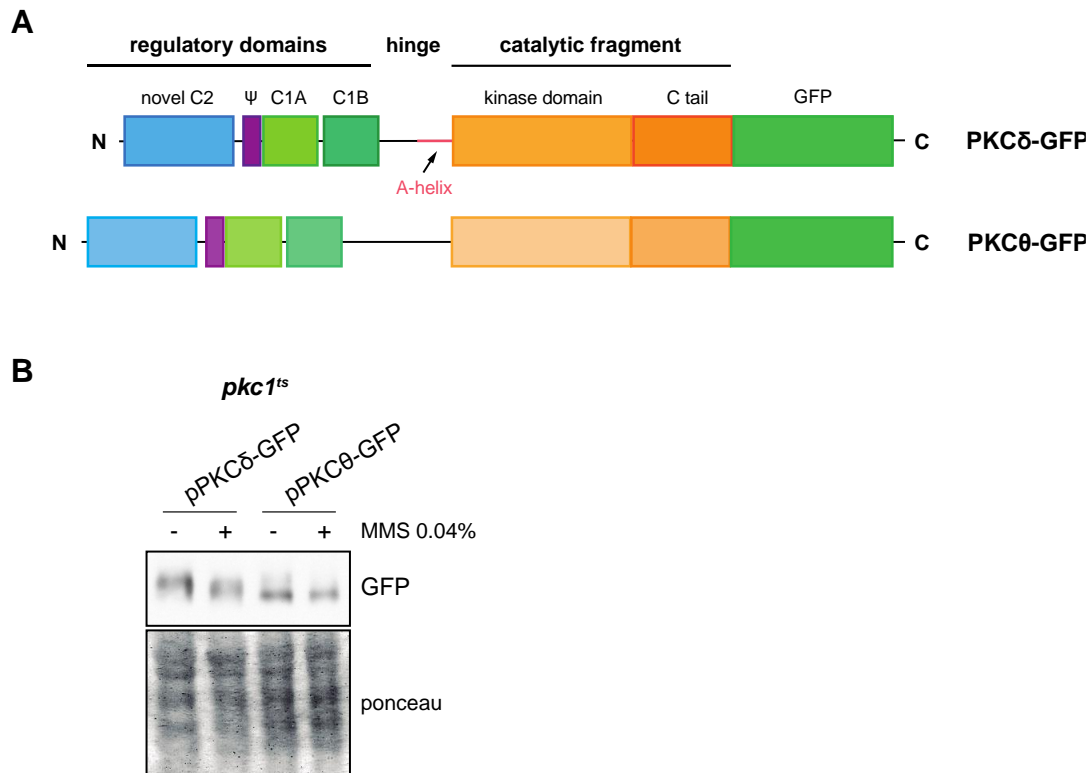 A
regulatory domains hinge catalytic fragment
novel C2 Ψ C1A C1B kinase domain C tail GFP
N C PKCδ-GFP
A-helix
N C PKCθ-GFP
B
pkc1ts
pPKCδ-GFP pPKCθ-GFP
- + - + MMS 0.04%
GFP
ponceau